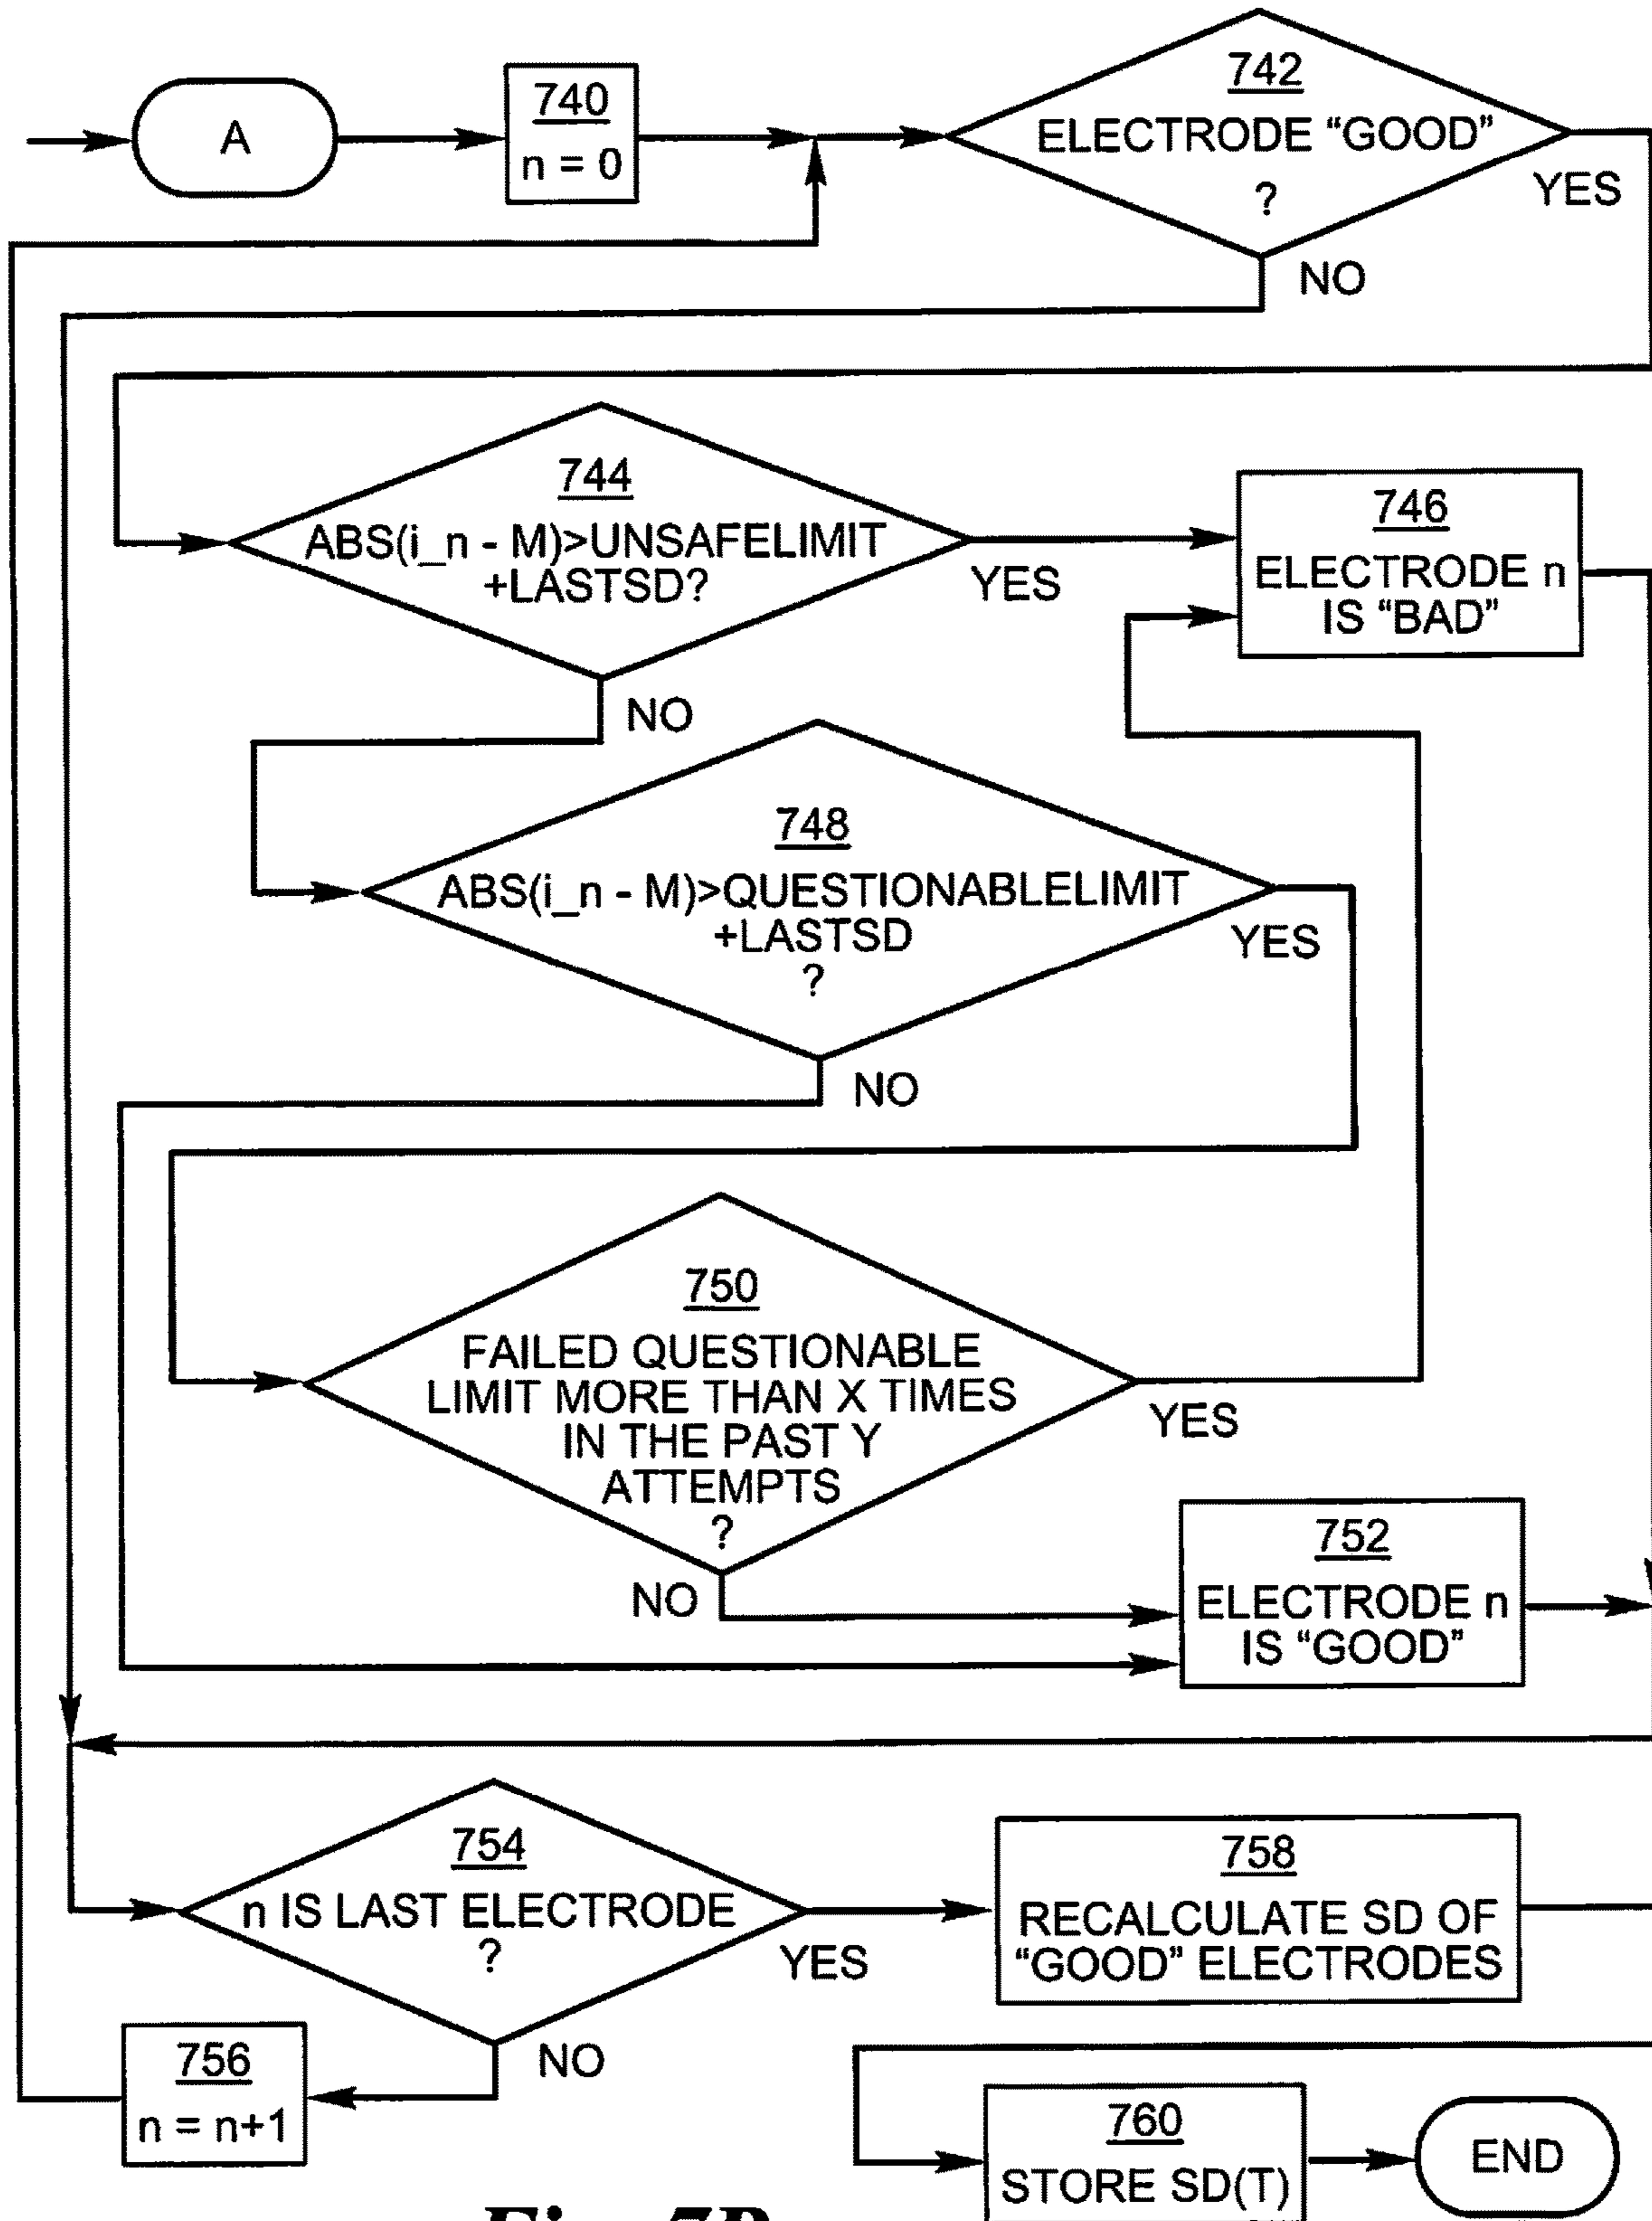 A
740
n = 0
742
ELECTRODE “GOOD”
?
YES
NO
744
ABS(i_n - M)>UNSAFELIMIT
+LASTSD?
YES
NO
746
ELECTRODE n
IS “BAD”
748
ABS(i_n - M)>QUESTIONABLELIMIT
+LASTSD
?
YES
NO
750
FAILED QUESTIONABLE
LIMIT MORE THAN X TIMES
IN THE PAST Y
ATTEMPTS
?
YES
NO
752
ELECTRODE n
IS “GOOD”
754
n IS LAST ELECTRODE
?
YES
NO
756
n = n+1
758
RECALCULATE SD OF
“GOOD” ELECTRODES
760
STORE SD(T)
END